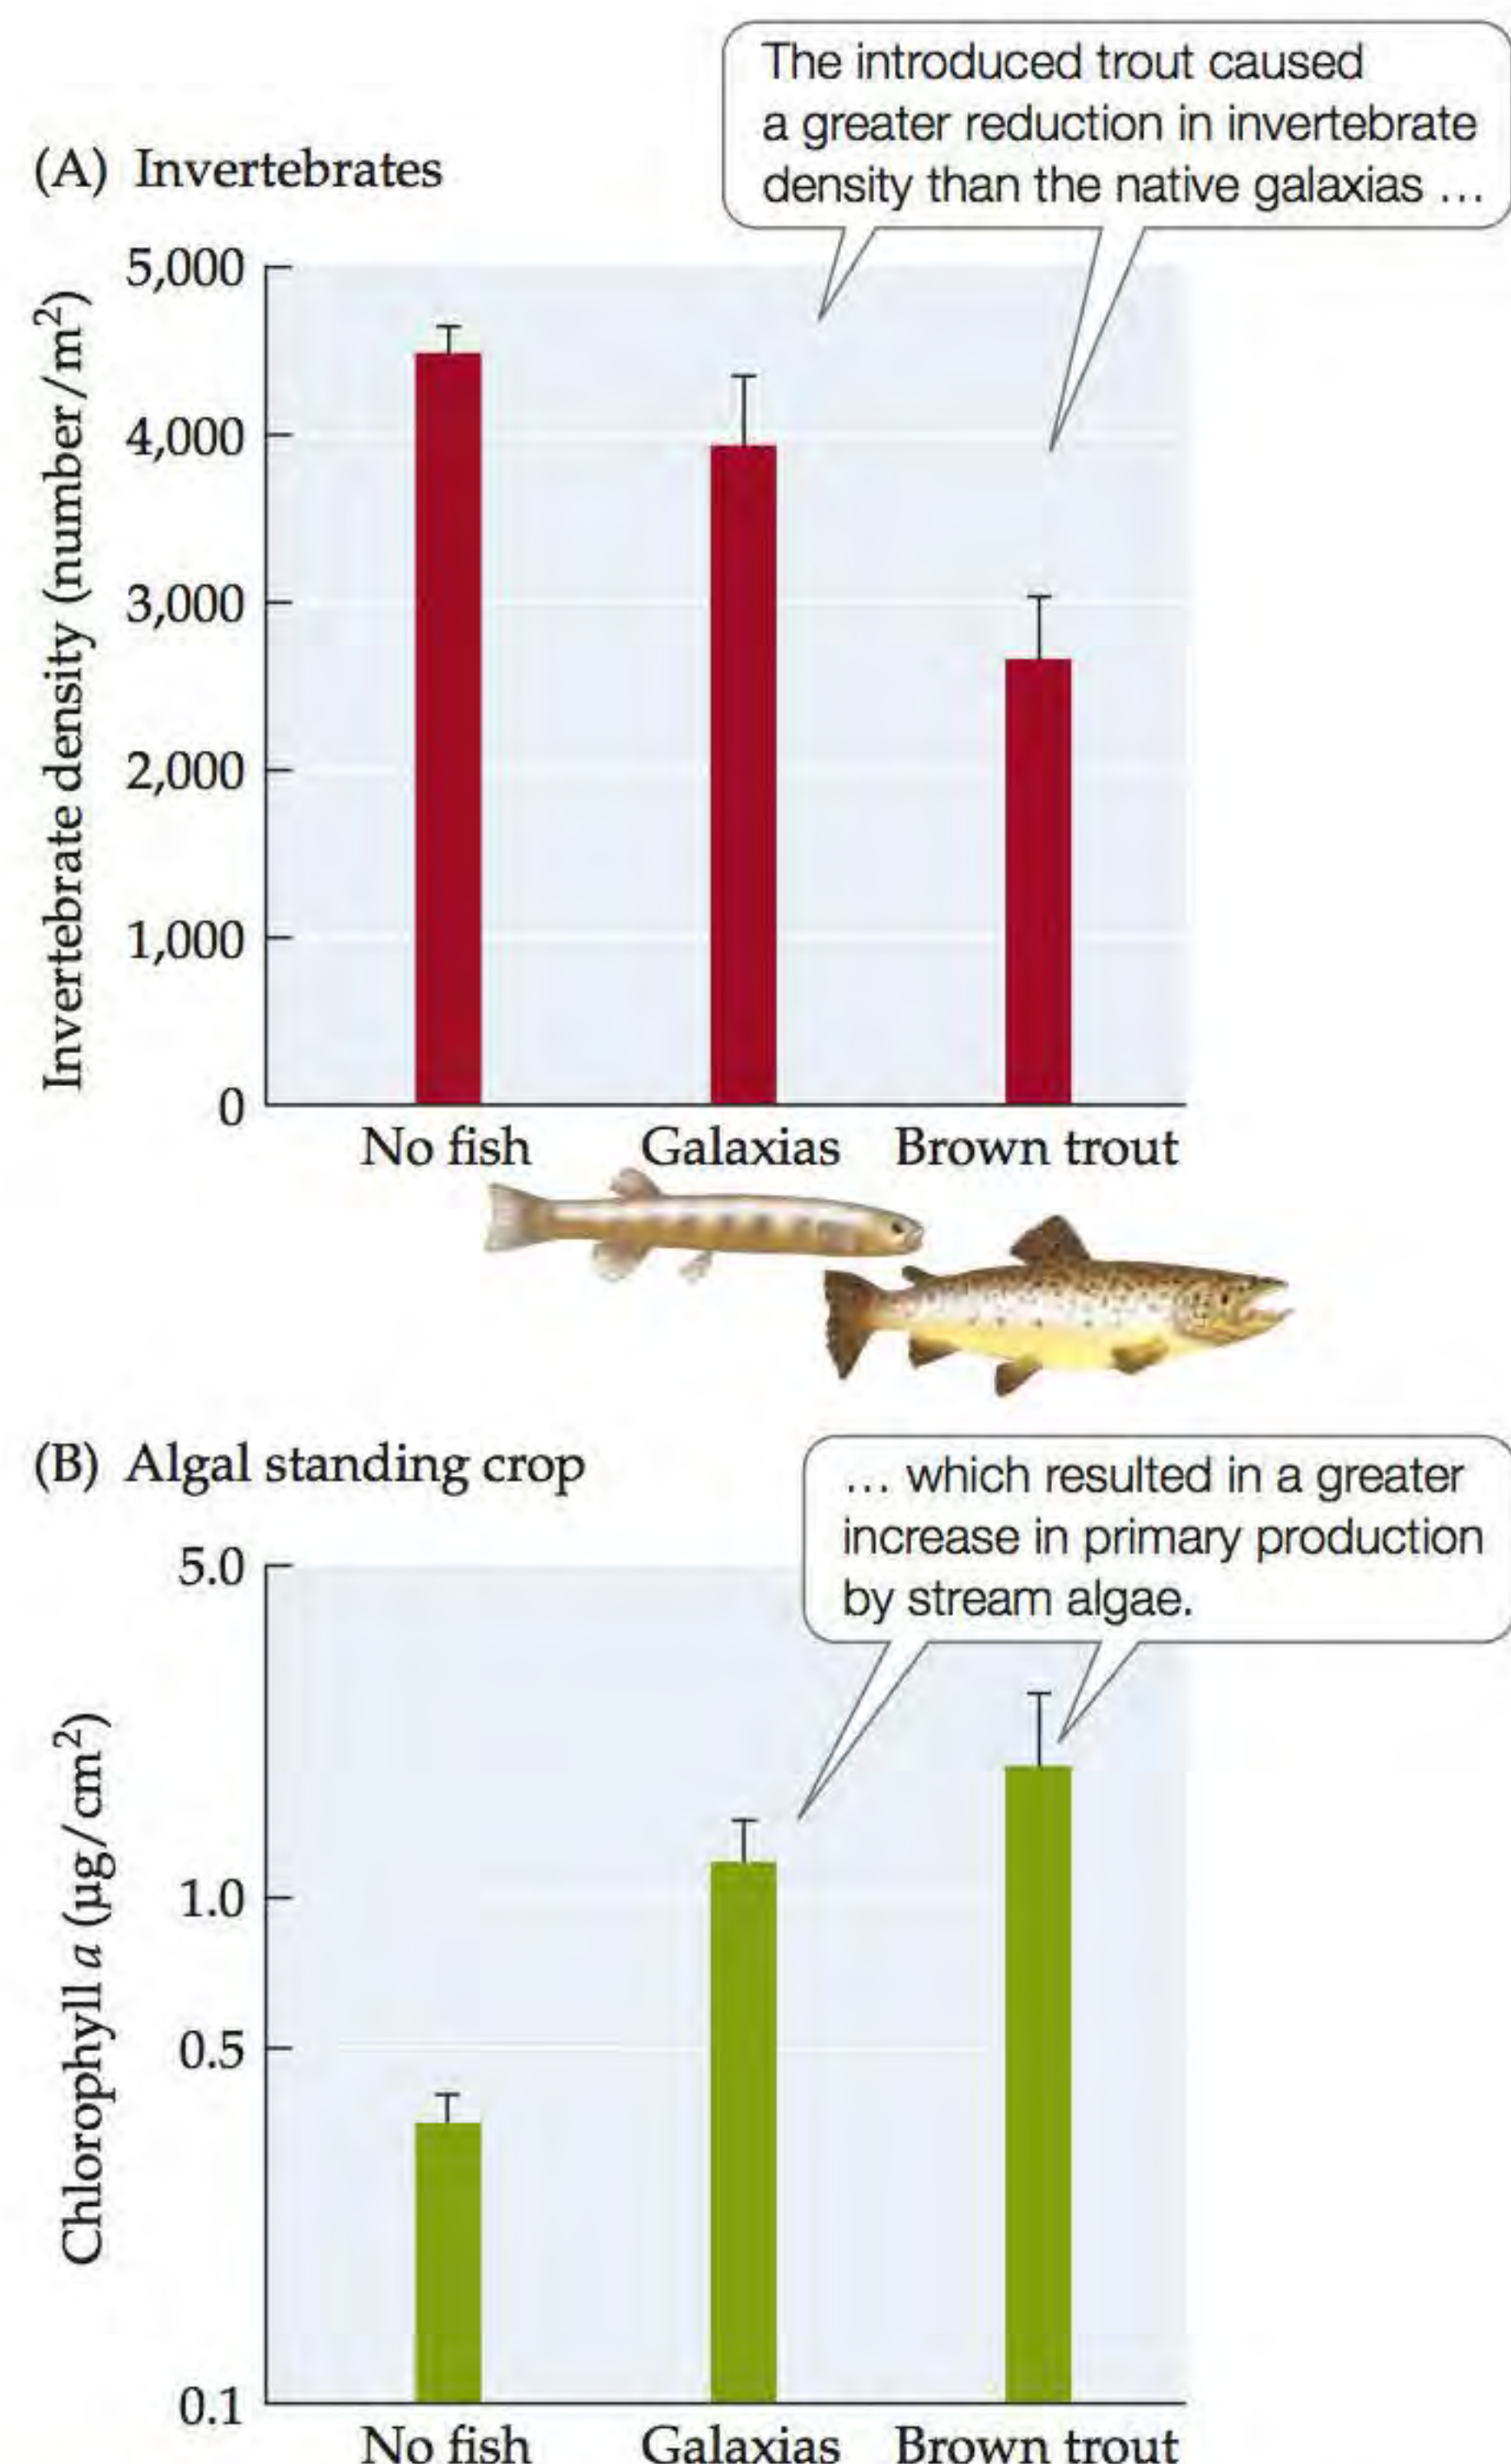 The introduced trout caused
a greater reduction in invertebrate
density than the native galaxias ...
(A) Invertebrates
Invertebrate density (number/m²)
5,000
4,000
3,000
2,000
1,000
0
No fish Galaxias Brown trout
(B) Algal standing crop
... which resulted in a greater
increase in primary production
by stream algae.
Chlorophyll a (µg/cm²)
5.0
1.0
0.5
0.1
No fish Galaxias Brown trout